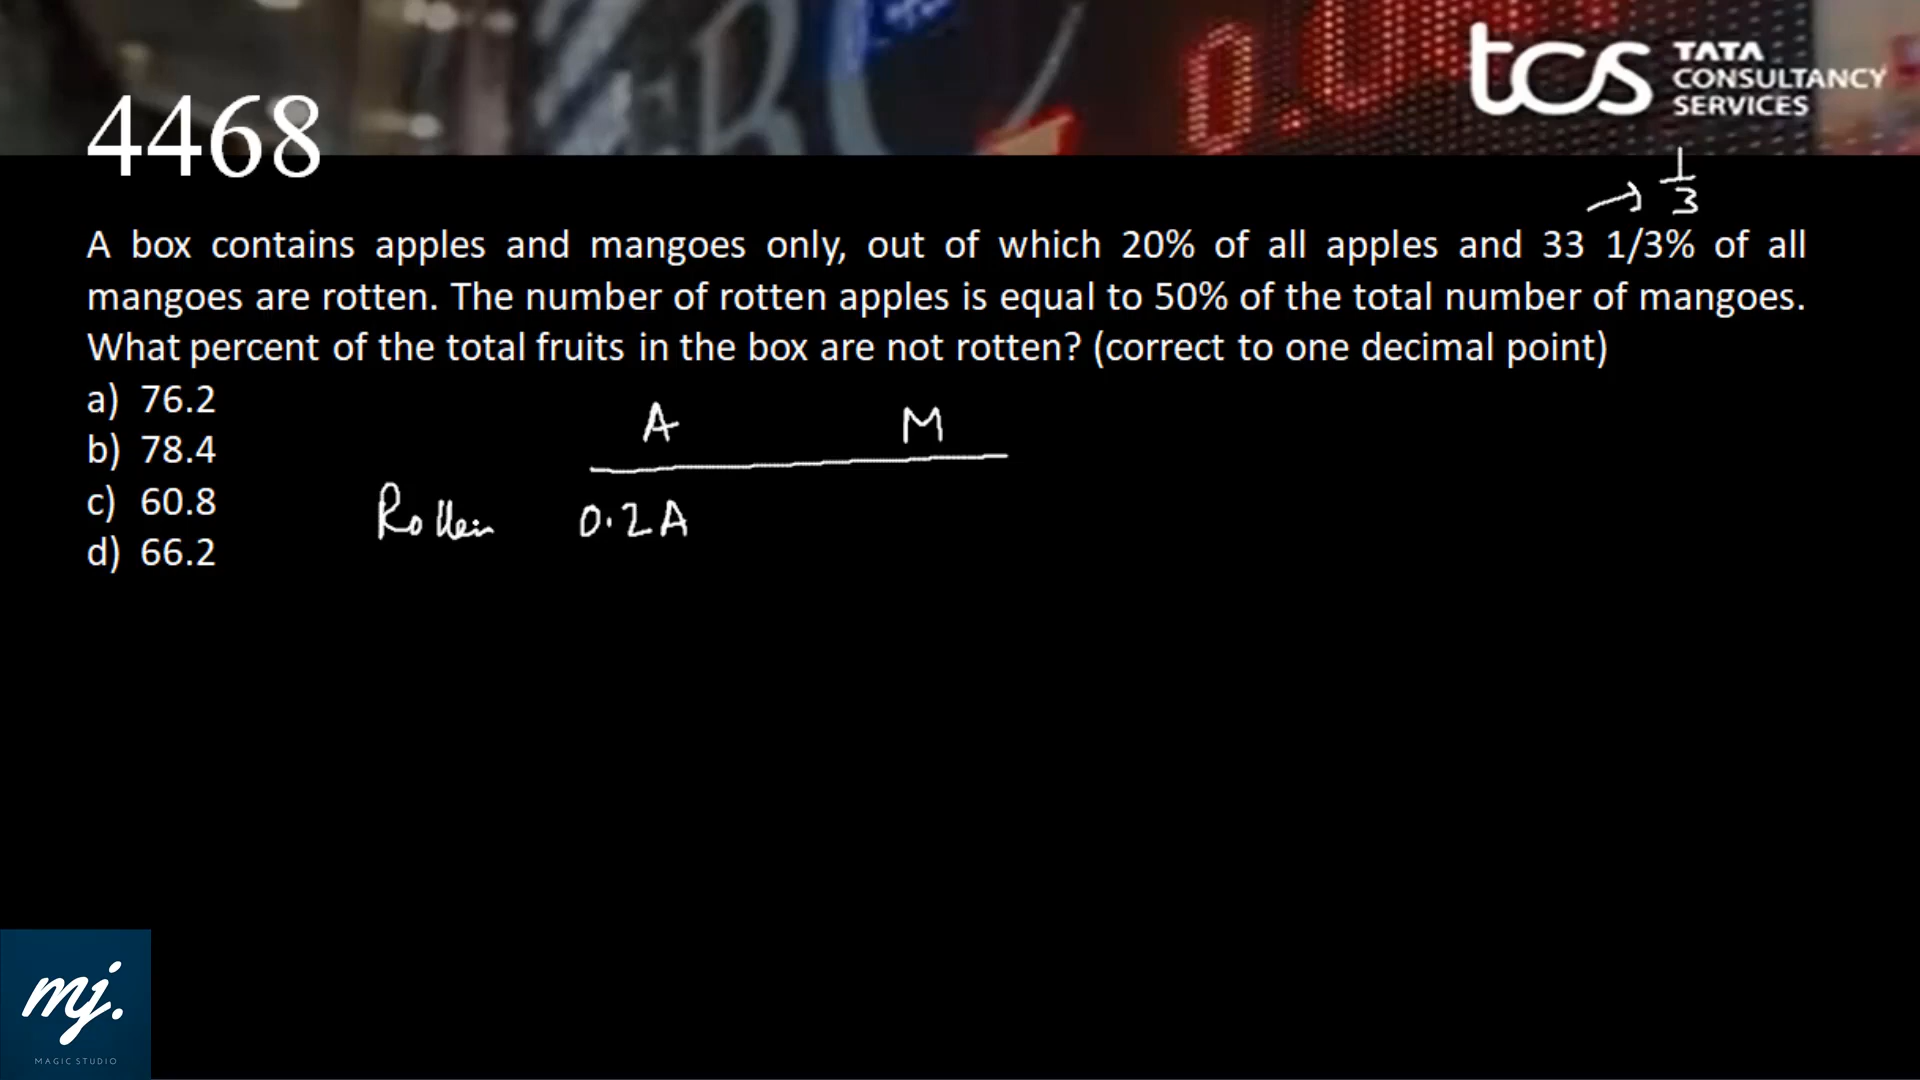 tcs TATA
CONSULTANCY
SERVICES
4468
→ 1/3
A box contains apples and mangoes only, out of which 20% of all apples and 33 1/3% of all
mangoes are rotten. The number of rotten apples is equal to 50% of the total number of mangoes.
What percent of the total fruits in the box are not rotten? (correct to one decimal point)
a) 76.2
b) 78.4
c) 60.8
d) 66.2
A M
Rotten 0.2A
mj.
MAGIC STUDIO